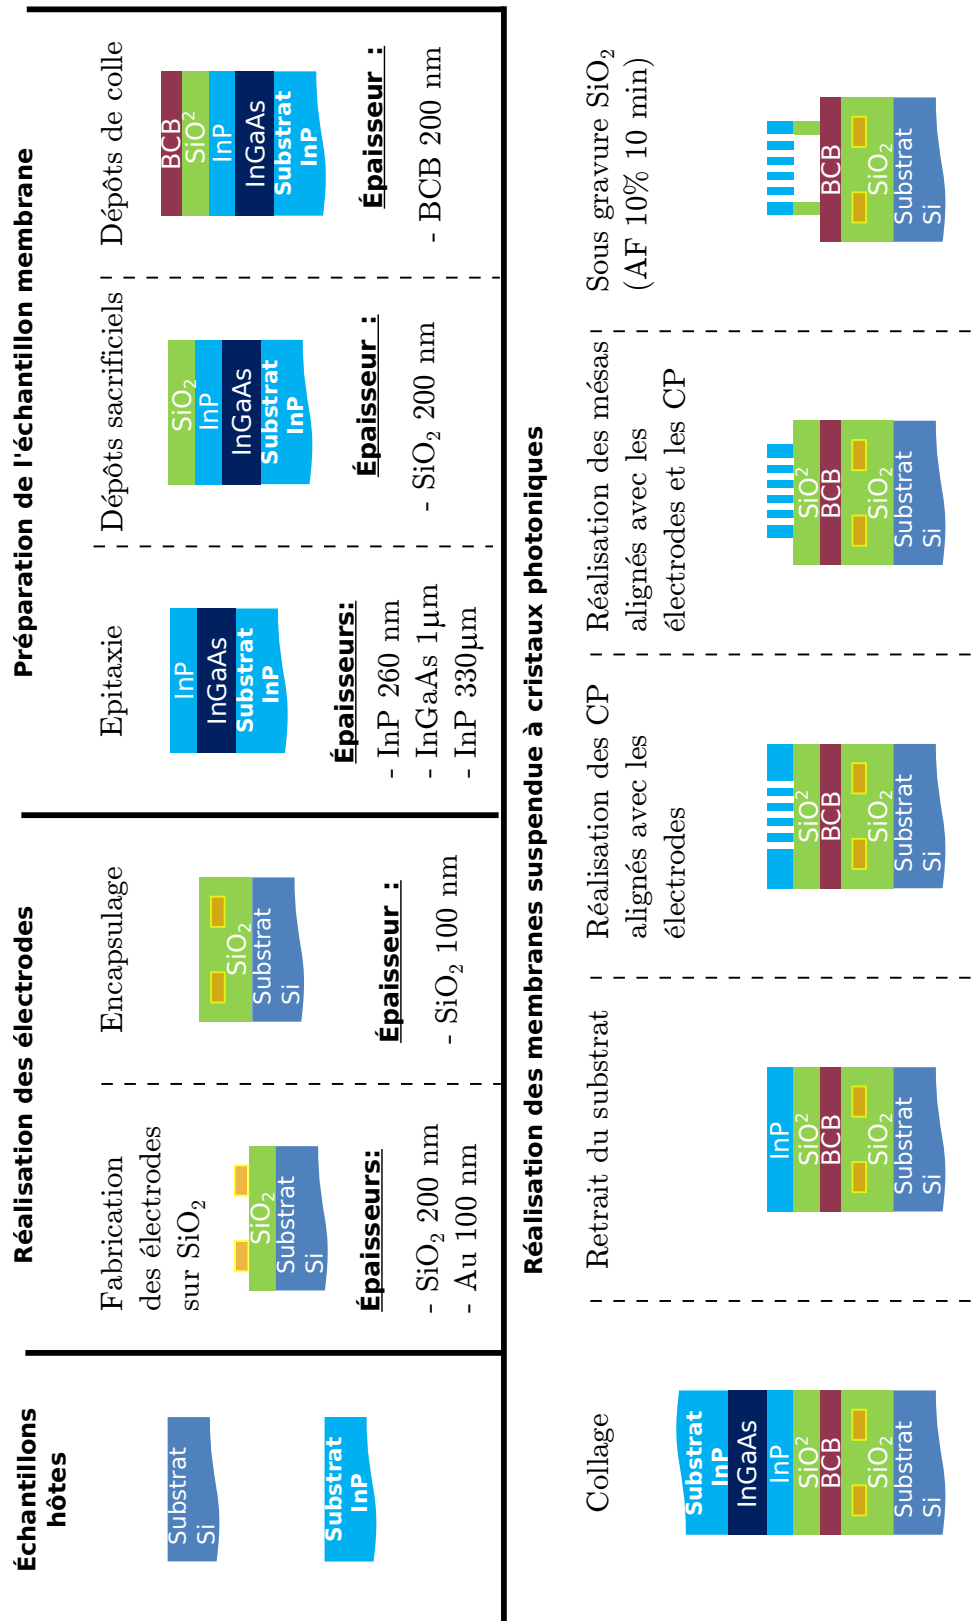 Échantillons
hôtes
Substrat
Si
Substrat
InP
Réalisation des électrodes
Fabrication
des électrodes
sur SiO₂
SiO₂
Substrat
Si
Épaisseurs:
- SiO₂ 200 nm
- Au 100 nm
Encapsulage
SiO₂
Substrat
Si
Épaisseur :
- SiO₂ 100 nm
Préparation de l'échantillon membrane
Epitaxie
InP
InGaAs
Substrat
InP
Épaisseurs:
- InP 260 nm
- InGaAs 1µm
- InP 330µm
Dépôts sacrificiels
SiO₂
InP
InGaAs
Substrat
InP
Épaisseur :
- SiO₂ 200 nm
Dépôts de colle
BCB
SiO²
InP
InGaAs
Substrat
InP
Épaisseur :
- BCB 200 nm
Réalisation des membranes suspendue à cristaux photoniques
Collage
Substrat
InP
InGaAs
InP
SiO²
BCB
SiO₂
Substrat
Si
Retrait du substrat
InP
SiO²
BCB
SiO₂
Substrat
Si
Réalisation des CP
alignés avec les
électrodes
SiO²
BCB
SiO₂
Substrat
Si
Réalisation des mésas
alignés avec les
électrodes et les CP
SiO²
BCB
SiO₂
Substrat
Si
Sous gravure SiO₂
(AF 10% 10 min)
BCB
SiO₂
Substrat
Si